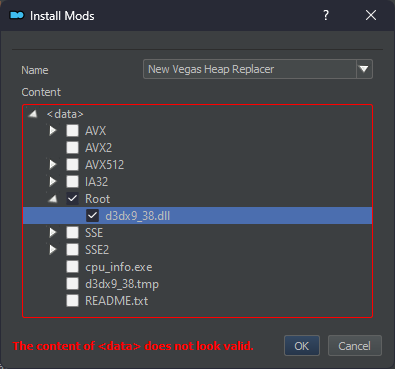 Install Mods
?
Name
New Vegas Heap Replacer
Content
<data>
AVX
AVX2
AVX512
IA32
Root
d3dx9_38.dll
SSE
SSE2
cpu_info.exe
d3dx9_38.tmp
README.txt
The content of <data> does not look valid.
OK
Cancel